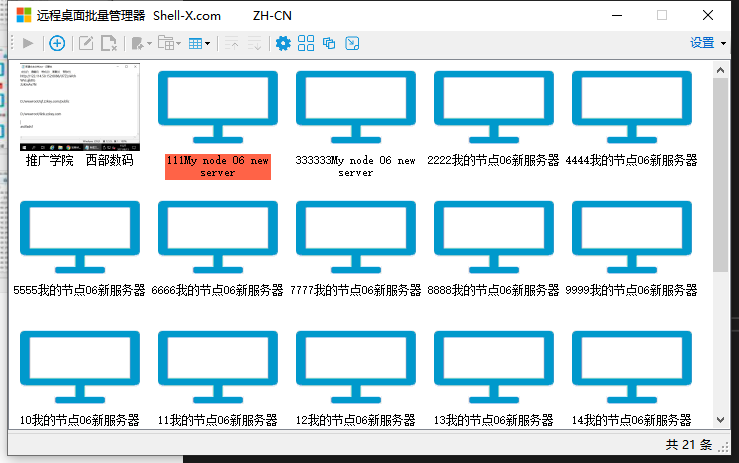 远程桌面批量管理器 Shell-X.com ZH-CN
设置
推广学院 西部数码
111My node 06 new
server
333333My node 06 new
server
2222我的节点06新服务器
4444我的节点06新服务器
5555我的节点06新服务器
6666我的节点06新服务器
7777我的节点06新服务器
8888我的节点06新服务器
9999我的节点06新服务器
10我的节点06新服务器
11我的节点06新服务器
12我的节点06新服务器
13我的节点06新服务器
14我的节点06新服务器
共 21 条